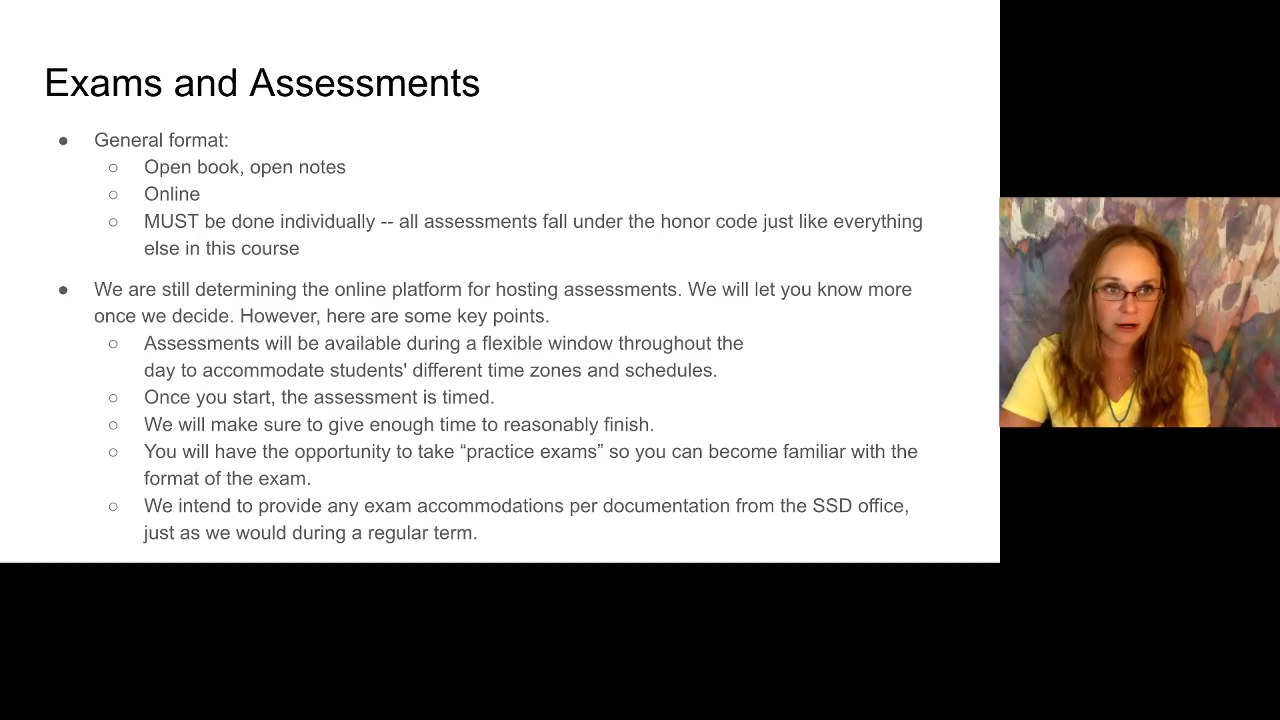 Exams and Assessments
● General format:
○ Open book, open notes
○ Online
○ MUST be done individually -- all assessments fall under the honor code just like everything
else in this course
● We are still determining the online platform for hosting assessments. We will let you know more
once we decide. However, here are some key points.
○ Assessments will be available during a flexible window throughout the
day to accommodate students' different time zones and schedules.
○ Once you start, the assessment is timed.
○ We will make sure to give enough time to reasonably finish.
○ You will have the opportunity to take “practice exams” so you can become familiar with the
format of the exam.
○ We intend to provide any exam accommodations per documentation from the SSD office,
just as we would during a regular term.